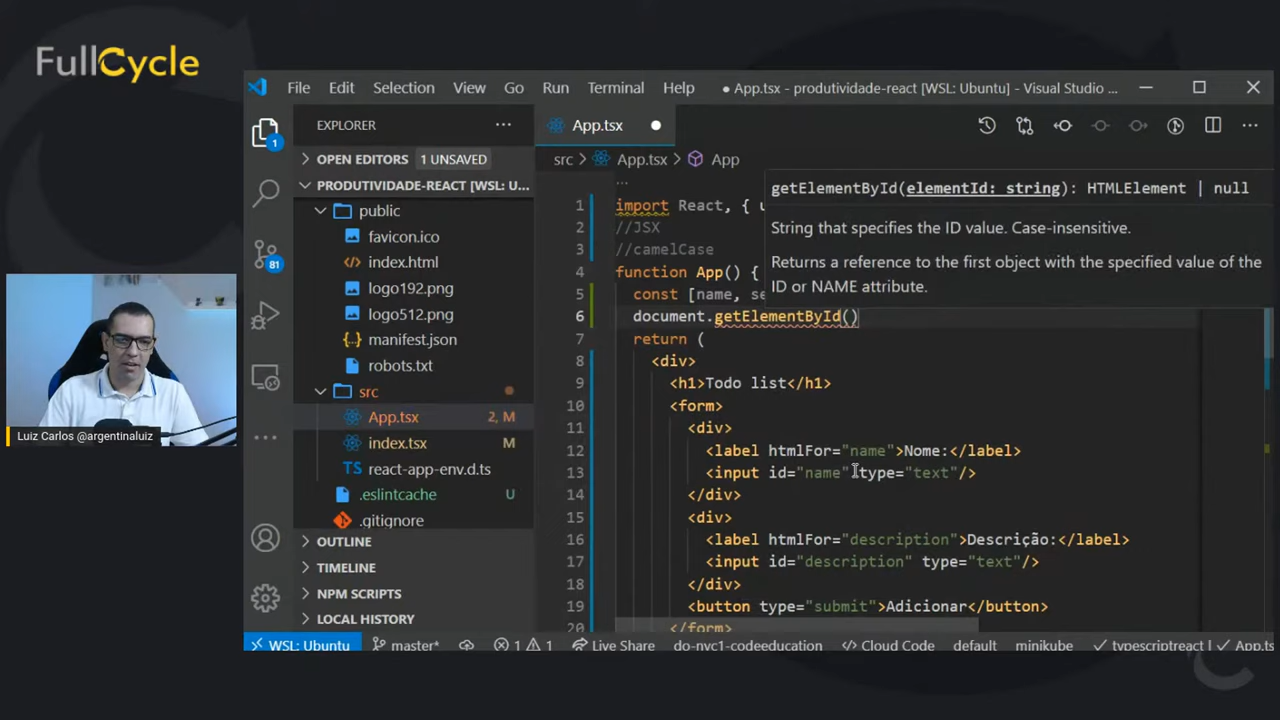 FullCycle
File Edit Selection View Go Run Terminal Help
● App.tsx - produtividade-react [WSL: Ubuntu] - Visual Studio ...
EXPLORER
App.tsx
OPEN EDITORS 1 UNSAVED
src > App.tsx > App
PRODUTIVIDADE-REACT [WSL: U...
public
favicon.ico
index.html
logo192.png
logo512.png
manifest.json
robots.txt
src
App.tsx 2, M
index.tsx M
react-app-env.d.ts
.eslintcache U
.gitignore
OUTLINE
TIMELINE
NPM SCRIPTS
LOCAL HISTORY
1
81
getElementById(elementId: string): HTMLElement | null
String that specifies the ID value. Case-insensitive.
Returns a reference to the first object with the specified value of the
ID or NAME attribute.
1 import React, { u
2 //JSX
3 //camelCase
4 function App() {
5 const [name, se
6 document.getElementById()
7 return (
8 <div>
9 <h1>Todo list</h1>
10 <form>
11 <div>
12 <label htmlFor="name">Nome:</label>
13 <input id="name" type="text"/>
14 </div>
15 <div>
16 <label htmlFor="description">Descrição:</label>
17 <input id="description" type="text"/>
18 </div>
19 <button type="submit">Adicionar</button>
20 </form>
Luiz Carlos @argentinaluiz
WSL: Ubuntu master* 1 1 Live Share do-nyc1-codeeducation Cloud Code default minikube typescriptreact App.ts